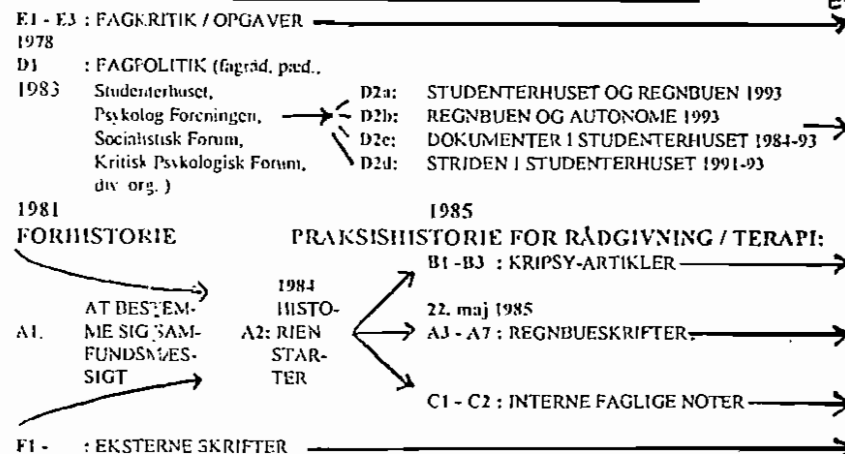 E1 - E3 : FAGKRITIK / OPGAVER
1978
D1 : FAGPOLITIK (fagråd, pæd.,
1983 Studenterhuset, D2a: STUDENTERHUSET OG REGNBUEN 1993
Psykolog Foreningen, D2b: REGNBUEN OG AUTONOME 1993
Socialistisk Forum, D2c: DOKUMENTER I STUDENTERHUSET 1984-93
Kritisk Psykologisk Forum, D2d: STRIDEN I STUDENTERHUSET 1991-93
div. org. )
1981 1985
FORHISTORIE PRAKSISHISTORIE FOR RÅDGIVNING / TERAPI:
B1 -B3 : KRIPSY-ARTIKLER
1984
AT BESTEM- HISTO- 22. maj 1985
A1. ME SIG SAM- A2: RIEN A3 - A7 : REGNBUESKRIFTER
FUNDSMÆS- STAR-
SIGT TER
C1 - C2 : INTERNE FAGLIGE NOTER
F1 - : EKSTERNE SKRIFTER